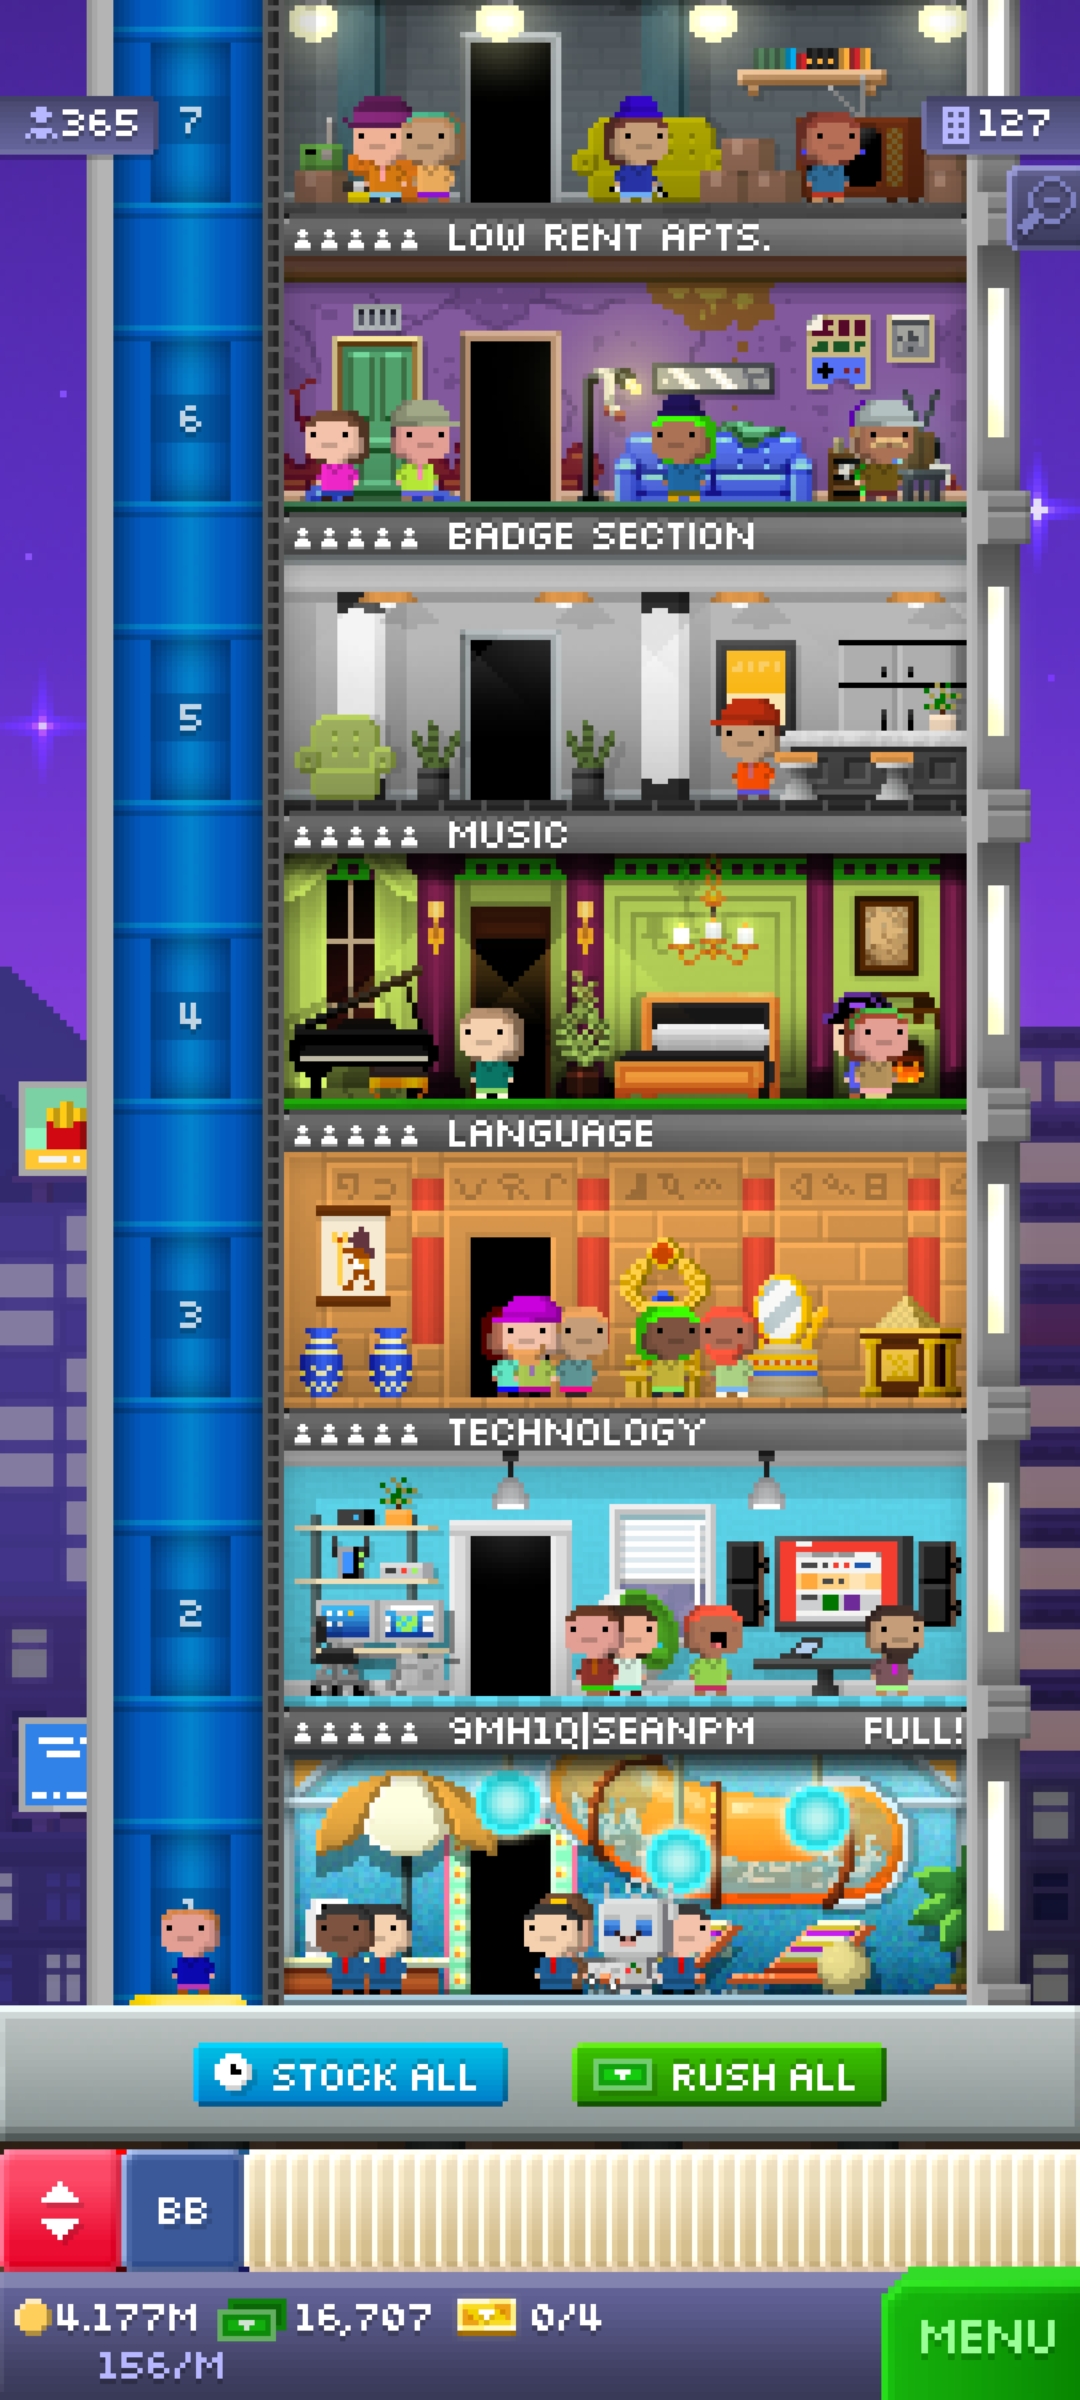 365
7
127
LOW RENT APTS.
6
BADGE SECTION
5
MUSIC
4
LANGUAGE
3
TECHNOLOGY
2
9MH1Q|SEANPM FULL!
STOCK ALL
RUSH ALL
BB
4.177M 16,707 0/4
156/M
MENU